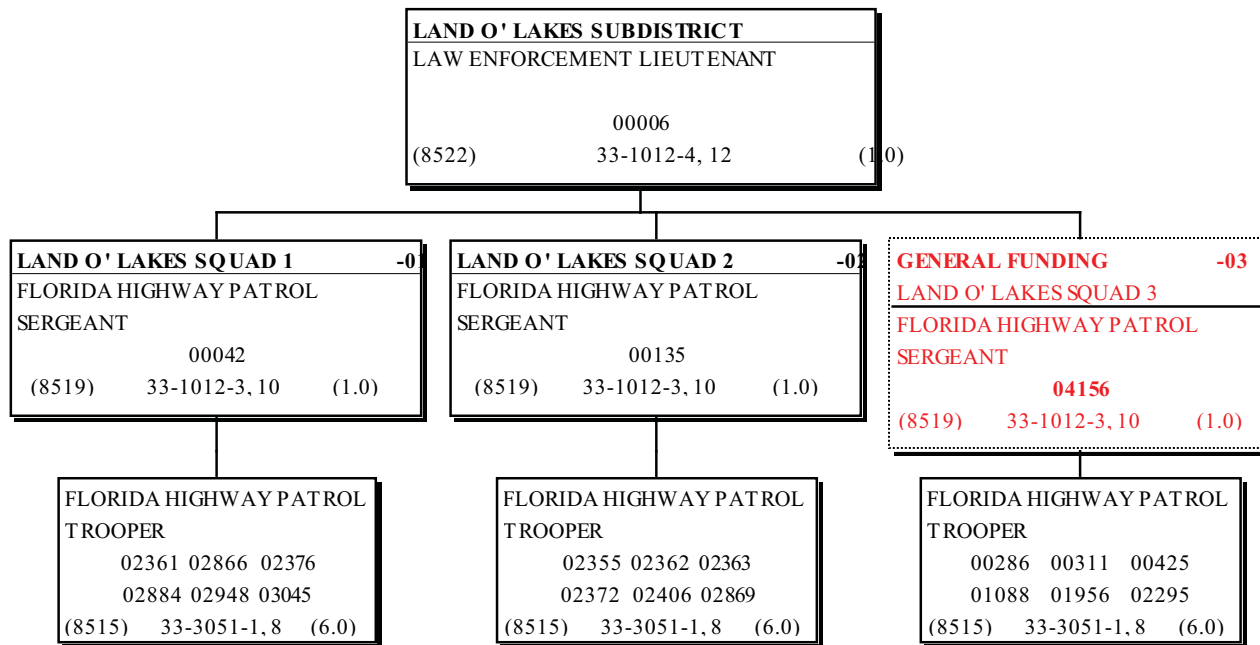 LAND O' LAKES SUBDISTRICT
LAW ENFORCEMENT LIEUTENANT
00006
(8522) 33-1012-4, 12 (1.0)
LAND O' LAKES SQUAD 1 -01
FLORIDA HIGHWAY PATROL
SERGEANT
00042
(8519) 33-1012-3, 10 (1.0)
LAND O' LAKES SQUAD 2 -02
FLORIDA HIGHWAY PATROL
SERGEANT
00135
(8519) 33-1012-3, 10 (1.0)
GENERAL FUNDING -03
LAND O' LAKES SQUAD 3
FLORIDA HIGHWAY PATROL
SERGEANT
04156
(8519) 33-1012-3, 10 (1.0)
FLORIDA HIGHWAY PATROL
TROOPER
02361 02866 02376
02884 02948 03045
(8515) 33-3051-1, 8 (6.0)
FLORIDA HIGHWAY PATROL
TROOPER
02355 02362 02363
02372 02406 02869
(8515) 33-3051-1, 8 (6.0)
FLORIDA HIGHWAY PATROL
TROOPER
00286 00311 00425
01088 01956 02295
(8515) 33-3051-1, 8 (6.0)